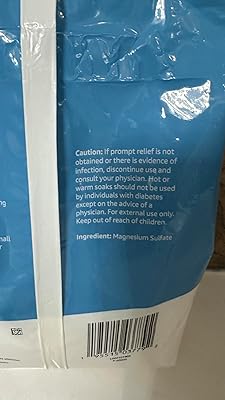 Caution: If prompt relief is not
obtained or there is evidence of
infection, discontinue use and
consult your physician. Hot or
warm soaks should not be used
by individuals with diabetes
except on the advice of a
physician. For external use only.
Keep out of reach of children.
Ingredient: Magnesium Sulfate